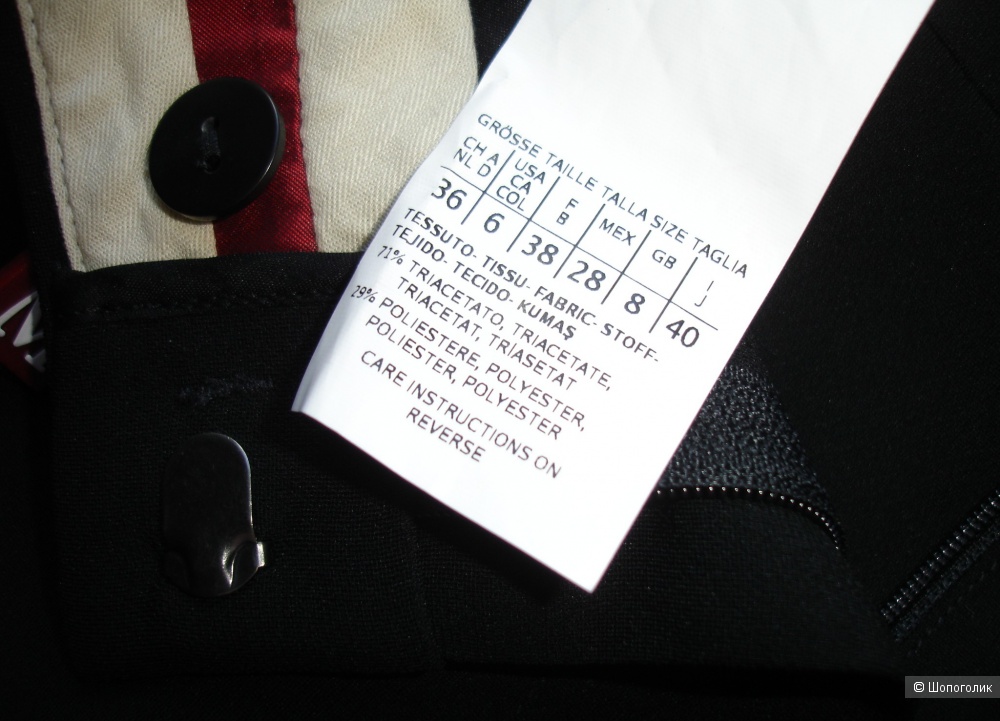 GRÖSSE TAILLE TALLA SIZE TAGLIA
CH A NL D | USA CA COL | F B | MEX | GB | I J
36 | 6 | 38 | 28 | 8 | 40
TESSUTO- TISSU- FABRIC- STOFF-
TEJIDO- TECIDO- KUMAŞ
71% TRIACETATO, TRIACETATE,
TRIACETAT, TRIASETAT
29% POLIESTERE, POLYESTER,
POLIESTER, POLYESTER
CARE INSTRUCTIONS ON
REVERSE
© Шопоголик